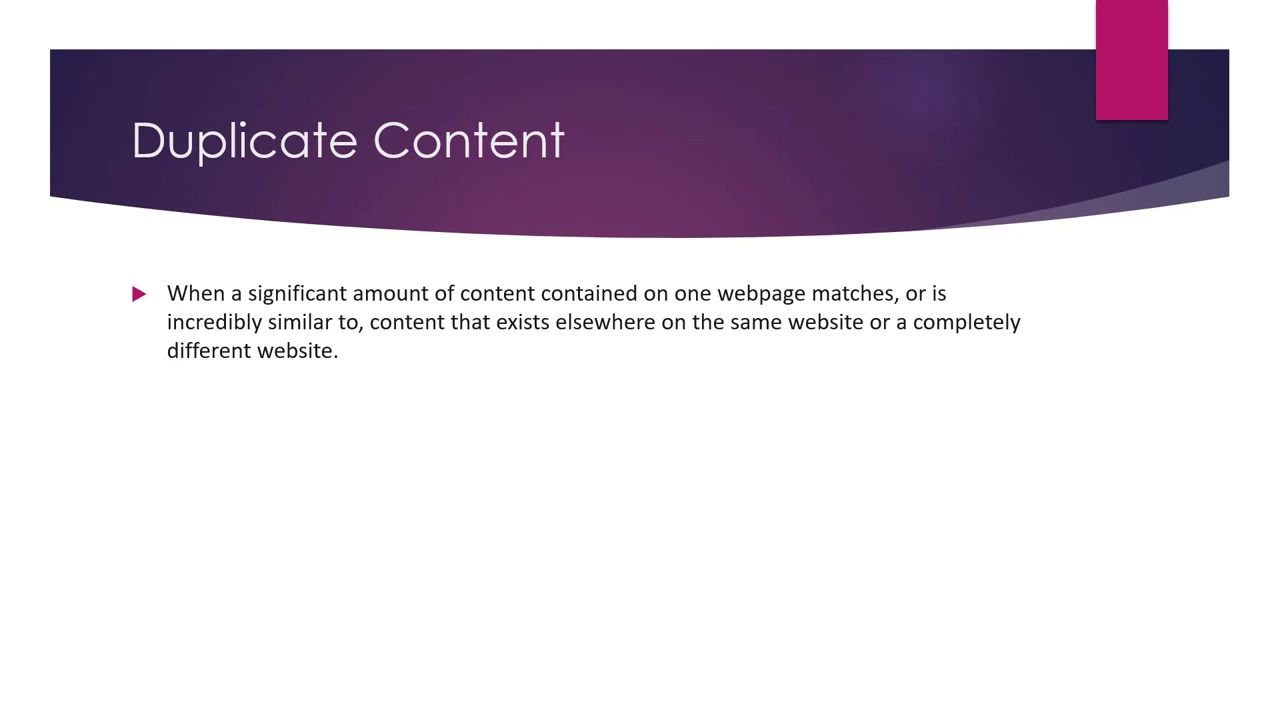 Duplicate Content
When a significant amount of content contained on one webpage matches, or is
incredibly similar to, content that exists elsewhere on the same website or a completely
different website.